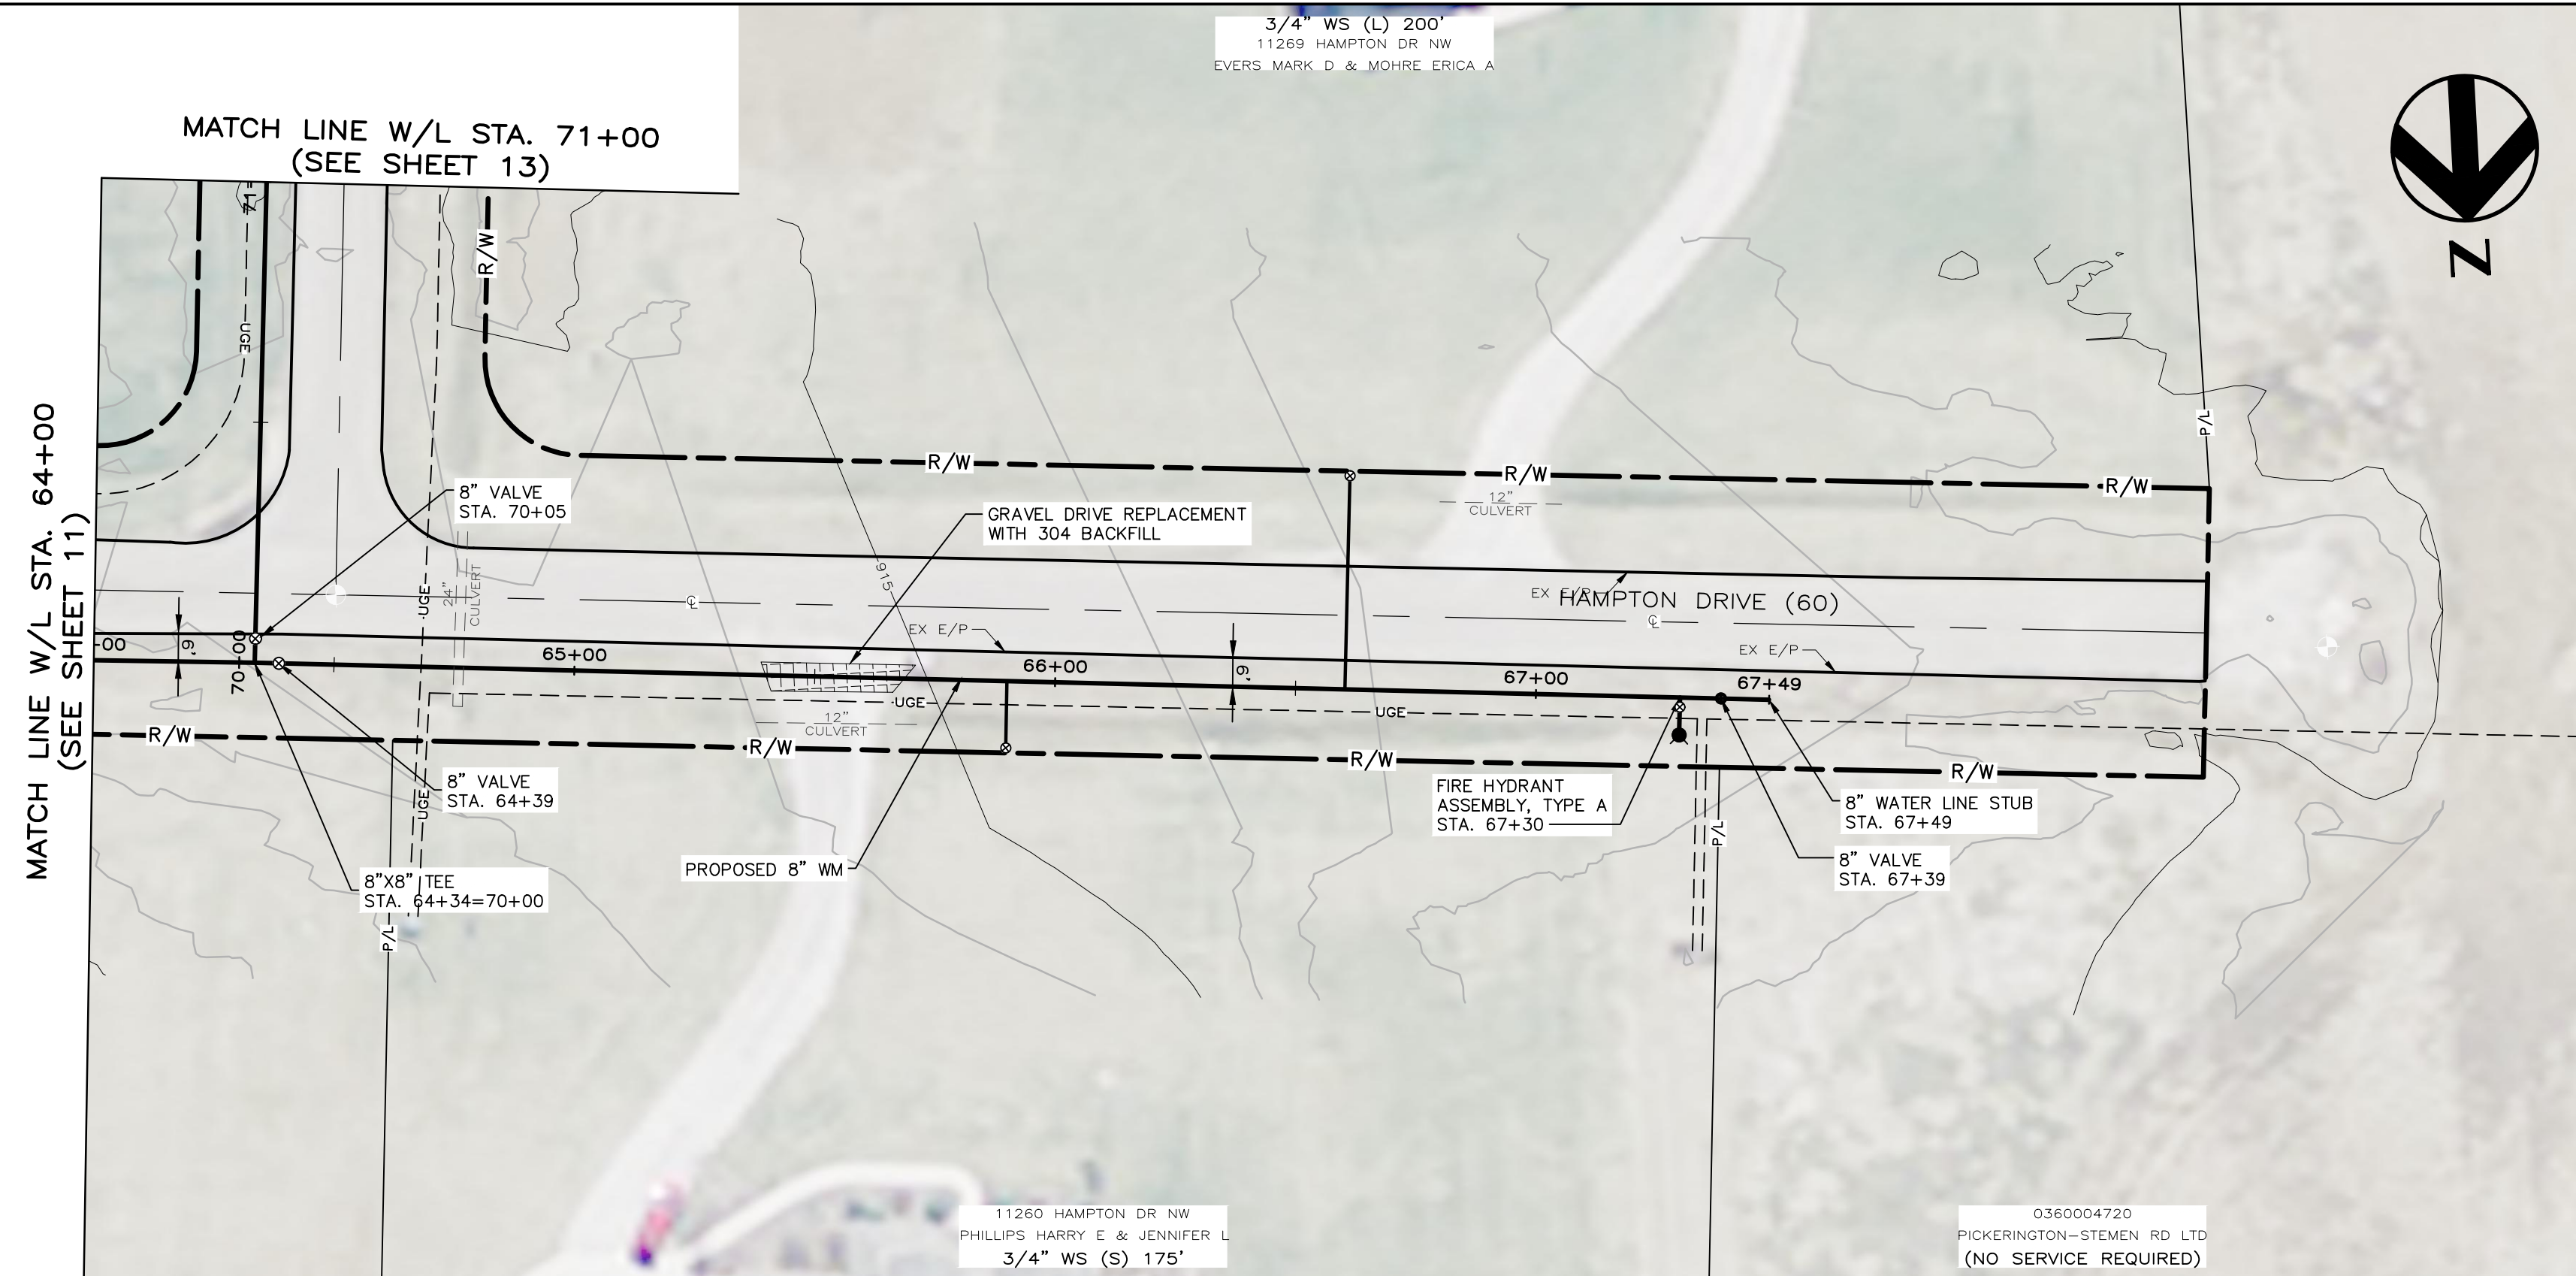 3/4" WS (L) 200'
11269 HAMPTON DR NW
EVERS MARK D & MOHRE ERICA A
MATCH LINE W/L STA. 71+00
(SEE SHEET 13)
N
MATCH LINE W/L STA. 64+00
(SEE SHEET 11)
71=
UGE
R/W
P/L
8" VALVE
STA. 70+05
R/W
R/W
R/W
GRAVEL DRIVE REPLACEMENT
WITH 304 BACKFILL
12"
CULVERT
915
UGE
24"
CULVERT
℄
EX E/P
HAMPTON DRIVE (60)
℄
EX E/P
EX E/P
-00
6'
70+00
65+00
66+00
6'
67+00
67+49
UGE
UGE
12"
CULVERT
R/W
R/W
R/W
R/W
8" VALVE
STA. 64+39
UGE
FIRE HYDRANT
ASSEMBLY, TYPE A
STA. 67+30
P/L
8" WATER LINE STUB
STA. 67+49
8" VALVE
STA. 67+39
PROPOSED 8" WM
8"X8" TEE
STA. 64+34=70+00
P/L
11260 HAMPTON DR NW
PHILLIPS HARRY E & JENNIFER L
3/4" WS (S) 175'
0360004720
PICKERINGTON-STEMEN RD LTD
(NO SERVICE REQUIRED)